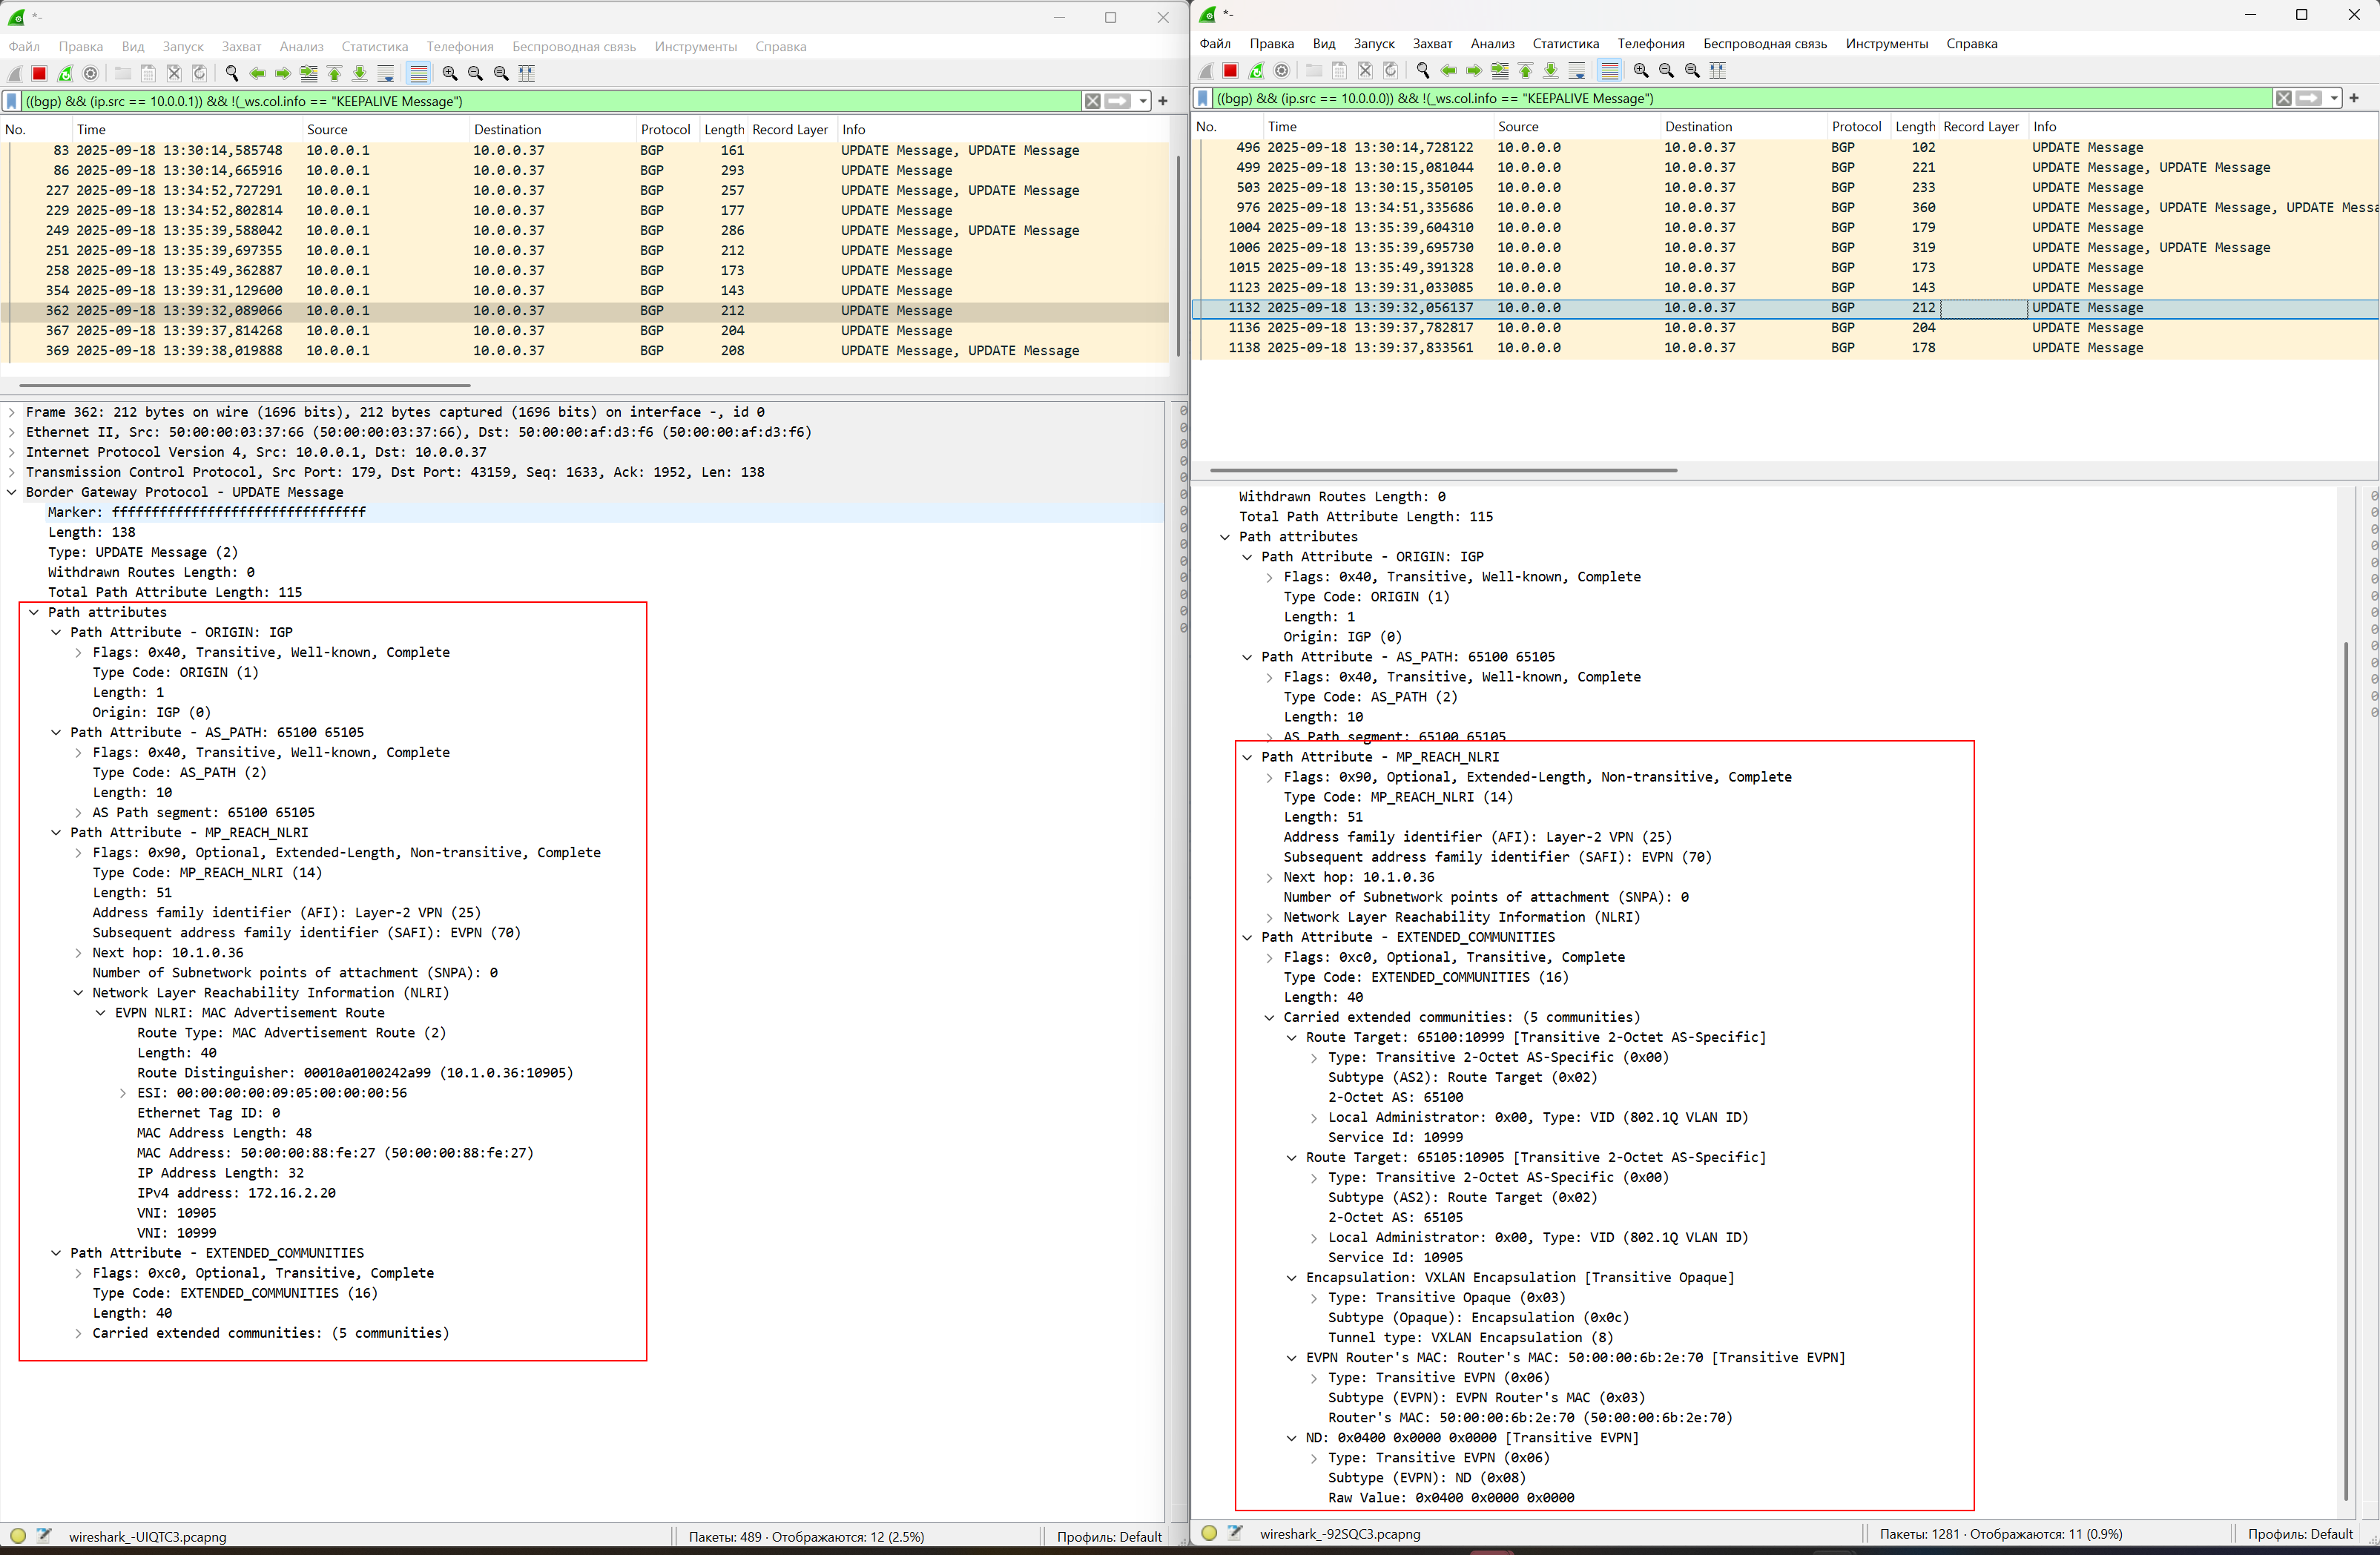 *-
Файл Правка Вид Запуск Захват Анализ Статистика Телефония Беспроводная связь Инструменты Справка
((bgp) && (ip.src == 10.0.0.1)) && !(_ws.col.info == "KEEPALIVE Message")
No. Time Source Destination Protocol Length Record Layer Info
83 2025-09-18 13:30:14,585748 10.0.0.1 10.0.0.37 BGP 161 UPDATE Message, UPDATE Message
86 2025-09-18 13:30:14,665916 10.0.0.1 10.0.0.37 BGP 293 UPDATE Message
227 2025-09-18 13:34:52,727291 10.0.0.1 10.0.0.37 BGP 257 UPDATE Message, UPDATE Message
229 2025-09-18 13:34:52,802814 10.0.0.1 10.0.0.37 BGP 177 UPDATE Message
249 2025-09-18 13:35:39,588042 10.0.0.1 10.0.0.37 BGP 286 UPDATE Message, UPDATE Message
251 2025-09-18 13:35:39,697355 10.0.0.1 10.0.0.37 BGP 212 UPDATE Message
258 2025-09-18 13:35:49,362887 10.0.0.1 10.0.0.37 BGP 173 UPDATE Message
354 2025-09-18 13:39:31,129600 10.0.0.1 10.0.0.37 BGP 143 UPDATE Message
362 2025-09-18 13:39:32,089066 10.0.0.1 10.0.0.37 BGP 212 UPDATE Message
367 2025-09-18 13:39:37,814268 10.0.0.1 10.0.0.37 BGP 204 UPDATE Message
369 2025-09-18 13:39:38,019888 10.0.0.1 10.0.0.37 BGP 208 UPDATE Message, UPDATE Message
Frame 362: 212 bytes on wire (1696 bits), 212 bytes captured (1696 bits) on interface -, id 0
Ethernet II, Src: 50:00:00:03:37:66 (50:00:00:03:37:66), Dst: 50:00:00:af:d3:f6 (50:00:00:af:d3:f6)
Internet Protocol Version 4, Src: 10.0.0.1, Dst: 10.0.0.37
Transmission Control Protocol, Src Port: 179, Dst Port: 43159, Seq: 1633, Ack: 1952, Len: 138
Border Gateway Protocol - UPDATE Message
Marker: ffffffffffffffffffffffffffffffff
Length: 138
Type: UPDATE Message (2)
Withdrawn Routes Length: 0
Total Path Attribute Length: 115
Path attributes
Path Attribute - ORIGIN: IGP
Flags: 0x40, Transitive, Well-known, Complete
Type Code: ORIGIN (1)
Length: 1
Origin: IGP (0)
Path Attribute - AS_PATH: 65100 65105
Flags: 0x40, Transitive, Well-known, Complete
Type Code: AS_PATH (2)
Length: 10
AS Path segment: 65100 65105
Path Attribute - MP_REACH_NLRI
Flags: 0x90, Optional, Extended-Length, Non-transitive, Complete
Type Code: MP_REACH_NLRI (14)
Length: 51
Address family identifier (AFI): Layer-2 VPN (25)
Subsequent address family identifier (SAFI): EVPN (70)
Next hop: 10.1.0.36
Number of Subnetwork points of attachment (SNPA): 0
Network Layer Reachability Information (NLRI)
EVPN NLRI: MAC Advertisement Route
Route Type: MAC Advertisement Route (2)
Length: 40
Route Distinguisher: 00010a0100242a99 (10.1.0.36:10905)
ESI: 00:00:00:00:09:05:00:00:00:56
Ethernet Tag ID: 0
MAC Address Length: 48
MAC Address: 50:00:00:88:fe:27 (50:00:00:88:fe:27)
IP Address Length: 32
IPv4 address: 172.16.2.20
VNI: 10905
VNI: 10999
Path Attribute - EXTENDED_COMMUNITIES
Flags: 0xc0, Optional, Transitive, Complete
Type Code: EXTENDED_COMMUNITIES (16)
Length: 40
Carried extended communities: (5 communities)
wireshark_-UIQTC3.pcapng Пакеты: 489 · Отображаются: 12 (2.5%) Профиль: Default
*-
Файл Правка Вид Запуск Захват Анализ Статистика Телефония Беспроводная связь Инструменты Справка
((bgp) && (ip.src == 10.0.0.0)) && !(_ws.col.info == "KEEPALIVE Message")
No. Time Source Destination Protocol Length Record Layer Info
496 2025-09-18 13:30:14,728122 10.0.0.0 10.0.0.37 BGP 102 UPDATE Message
499 2025-09-18 13:30:15,081044 10.0.0.0 10.0.0.37 BGP 221 UPDATE Message, UPDATE Message
503 2025-09-18 13:30:15,350105 10.0.0.0 10.0.0.37 BGP 233 UPDATE Message
976 2025-09-18 13:34:51,335686 10.0.0.0 10.0.0.37 BGP 360 UPDATE Message, UPDATE Message, UPDATE Messa
1004 2025-09-18 13:35:39,604310 10.0.0.0 10.0.0.37 BGP 179 UPDATE Message
1006 2025-09-18 13:35:39,695730 10.0.0.0 10.0.0.37 BGP 319 UPDATE Message, UPDATE Message
1015 2025-09-18 13:35:49,391328 10.0.0.0 10.0.0.37 BGP 173 UPDATE Message
1123 2025-09-18 13:39:31,033085 10.0.0.0 10.0.0.37 BGP 143 UPDATE Message
1132 2025-09-18 13:39:32,056137 10.0.0.0 10.0.0.37 BGP 212 UPDATE Message
1136 2025-09-18 13:39:37,782817 10.0.0.0 10.0.0.37 BGP 204 UPDATE Message
1138 2025-09-18 13:39:37,833561 10.0.0.0 10.0.0.37 BGP 178 UPDATE Message
Withdrawn Routes Length: 0
Total Path Attribute Length: 115
Path attributes
Path Attribute - ORIGIN: IGP
Flags: 0x40, Transitive, Well-known, Complete
Type Code: ORIGIN (1)
Length: 1
Origin: IGP (0)
Path Attribute - AS_PATH: 65100 65105
Flags: 0x40, Transitive, Well-known, Complete
Type Code: AS_PATH (2)
Length: 10
AS Path segment: 65100 65105
Path Attribute - MP_REACH_NLRI
Flags: 0x90, Optional, Extended-Length, Non-transitive, Complete
Type Code: MP_REACH_NLRI (14)
Length: 51
Address family identifier (AFI): Layer-2 VPN (25)
Subsequent address family identifier (SAFI): EVPN (70)
Next hop: 10.1.0.36
Number of Subnetwork points of attachment (SNPA): 0
Network Layer Reachability Information (NLRI)
Path Attribute - EXTENDED_COMMUNITIES
Flags: 0xc0, Optional, Transitive, Complete
Type Code: EXTENDED_COMMUNITIES (16)
Length: 40
Carried extended communities: (5 communities)
Route Target: 65100:10999 [Transitive 2-Octet AS-Specific]
Type: Transitive 2-Octet AS-Specific (0x00)
Subtype (AS2): Route Target (0x02)
2-Octet AS: 65100
Local Administrator: 0x00, Type: VID (802.1Q VLAN ID)
Service Id: 10999
Route Target: 65105:10905 [Transitive 2-Octet AS-Specific]
Type: Transitive 2-Octet AS-Specific (0x00)
Subtype (AS2): Route Target (0x02)
2-Octet AS: 65105
Local Administrator: 0x00, Type: VID (802.1Q VLAN ID)
Service Id: 10905
Encapsulation: VXLAN Encapsulation [Transitive Opaque]
Type: Transitive Opaque (0x03)
Subtype (Opaque): Encapsulation (0x0c)
Tunnel type: VXLAN Encapsulation (8)
EVPN Router's MAC: Router's MAC: 50:00:00:6b:2e:70 [Transitive EVPN]
Type: Transitive EVPN (0x06)
Subtype (EVPN): EVPN Router's MAC (0x03)
Router's MAC: 50:00:00:6b:2e:70 (50:00:00:6b:2e:70)
ND: 0x0400 0x0000 0x0000 [Transitive EVPN]
Type: Transitive EVPN (0x06)
Subtype (EVPN): ND (0x08)
Raw Value: 0x0400 0x0000 0x0000
wireshark_-92SQC3.pcapng Пакеты: 1281 · Отображаются: 11 (0.9%) Профиль: Default